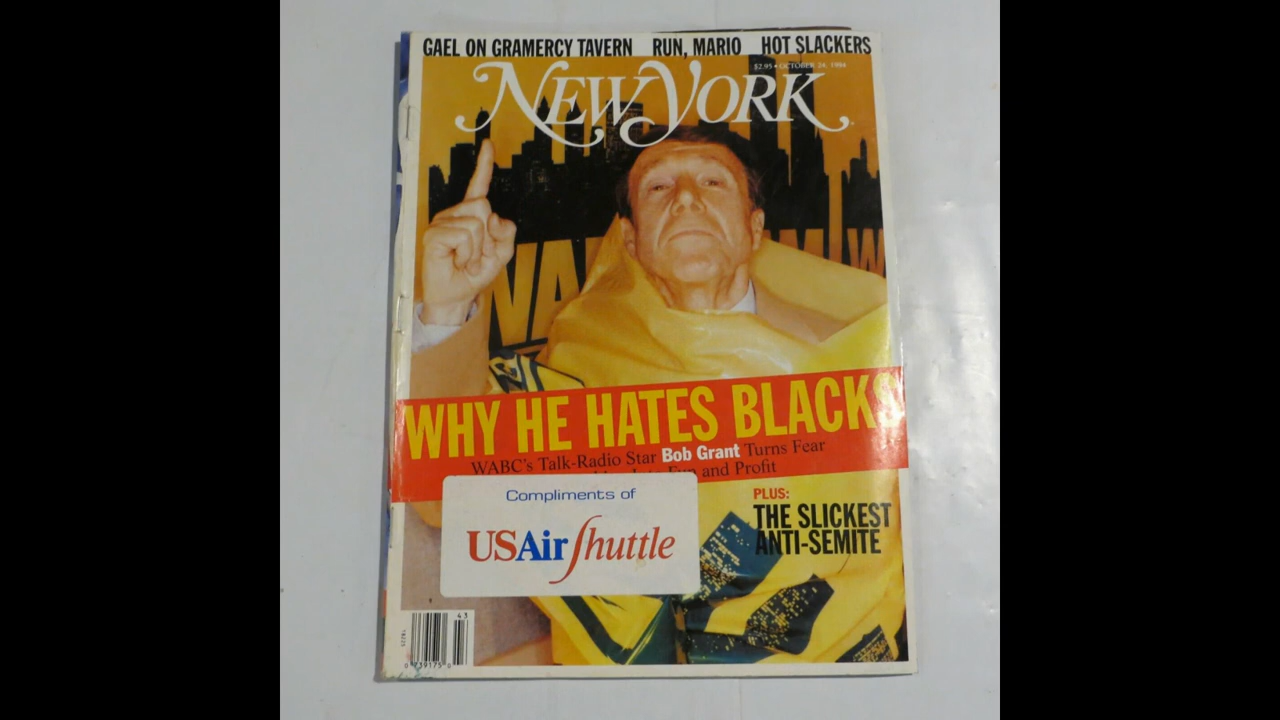 GAEL ON GRAMERCY TAVERN RUN, MARIO HOT SLACKERS
$2.95 • OCTOBER 24, 1994
NEW YORK
WA
M W
WHY HE HATES BLACKS
WABC's Talk-Radio Star Bob Grant Turns Fear
Fun and Profit
Compliments of
USAir Shuttle
PLUS:
THE SLICKEST
ANTI-SEMITE
43